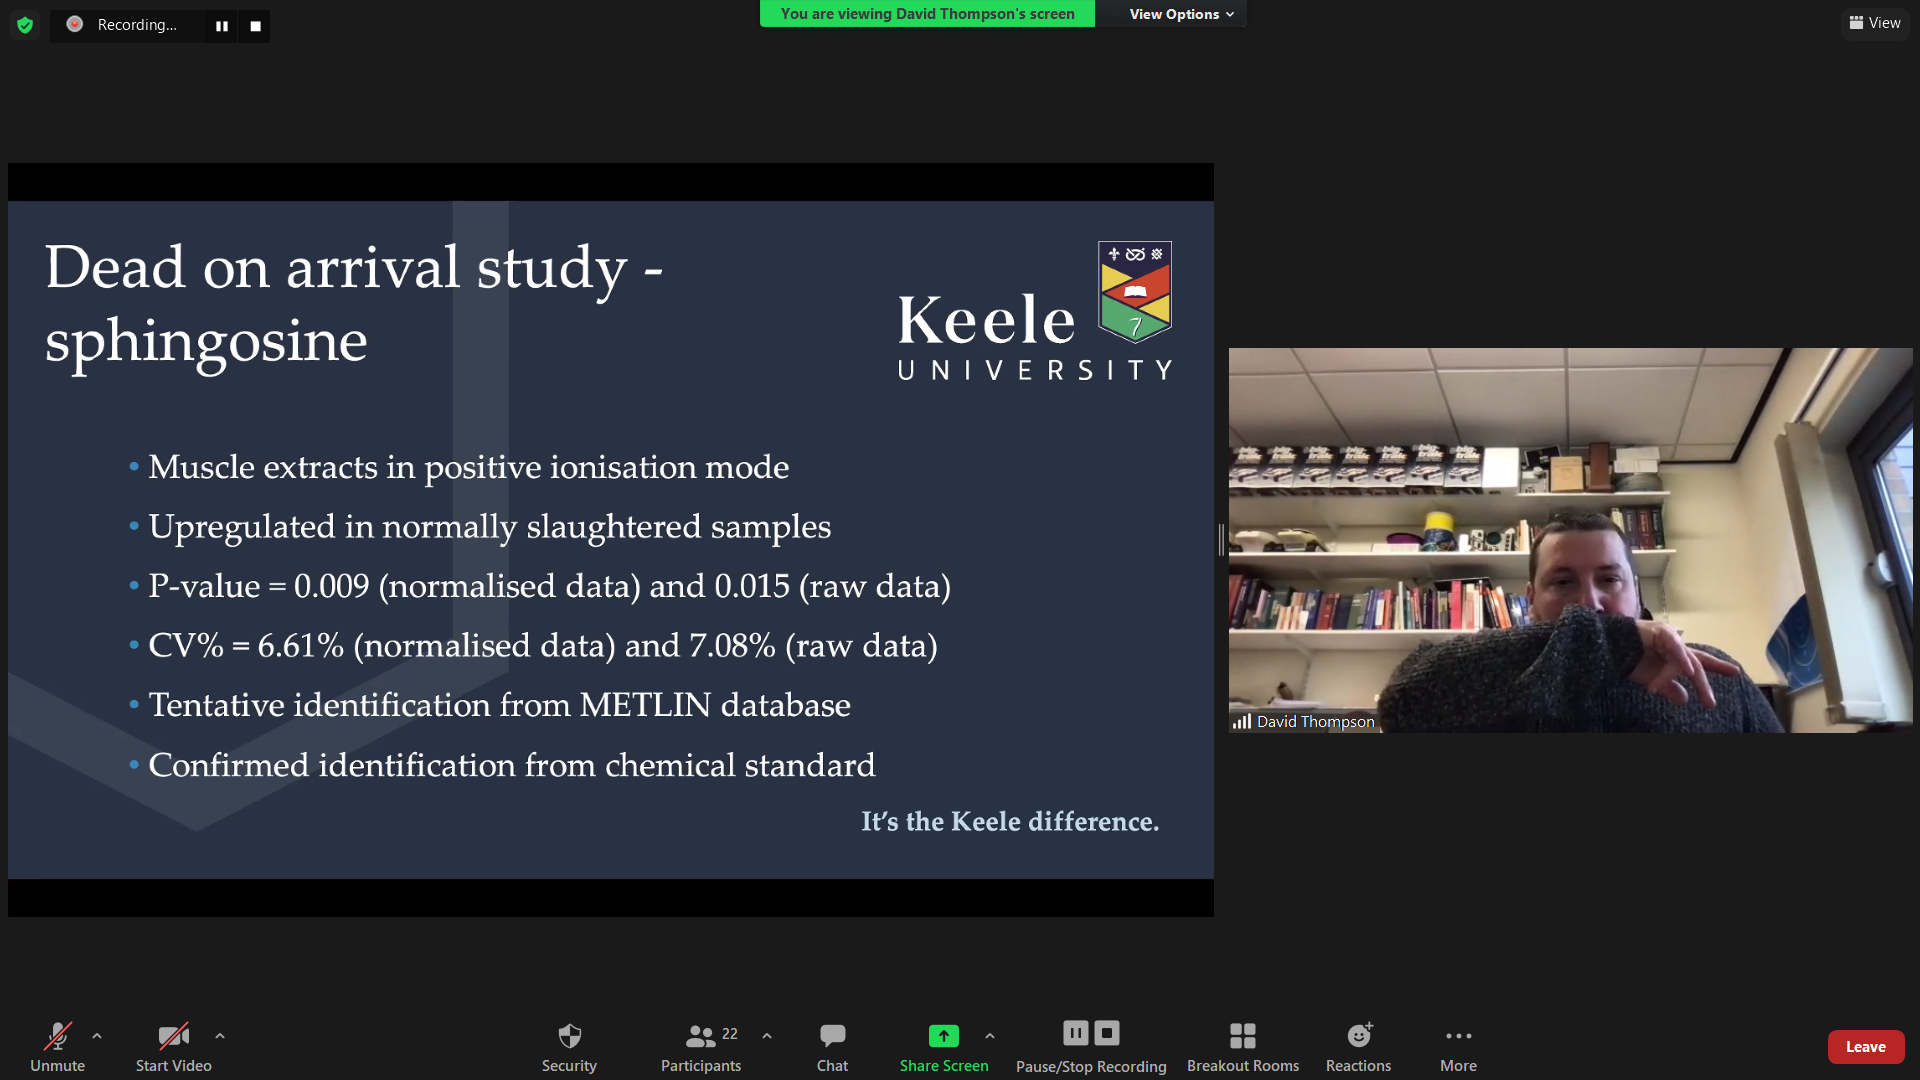 Recording...
You are viewing David Thompson's screen
View Options
View
Dead on arrival study -
sphingosine
Keele
UNIVERSITY
• Muscle extracts in positive ionisation mode
• Upregulated in normally slaughtered samples
• P-value = 0.009 (normalised data) and 0.015 (raw data)
• CV% = 6.61% (normalised data) and 7.08% (raw data)
• Tentative identification from METLIN database
• Confirmed identification from chemical standard
It's the Keele difference.
David Thompson
Unmute
Start Video
Security
22
Participants
Chat
Share Screen
Pause/Stop Recording
Breakout Rooms
Reactions
More
Leave